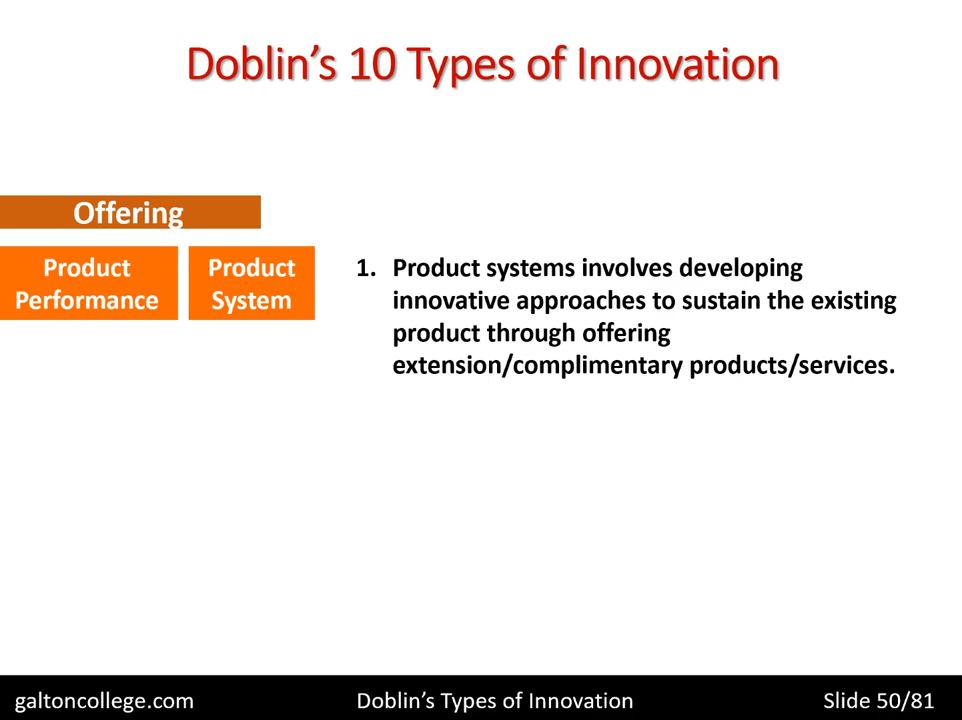 Doblin's 10 Types of Innovation
Offering
Product
Performance
Product
System
1. Product systems involves developing
innovative approaches to sustain the existing
product through offering
extension/complimentary products/services.
galtoncollege.com
Doblin's Types of Innovation
Slide 50/81